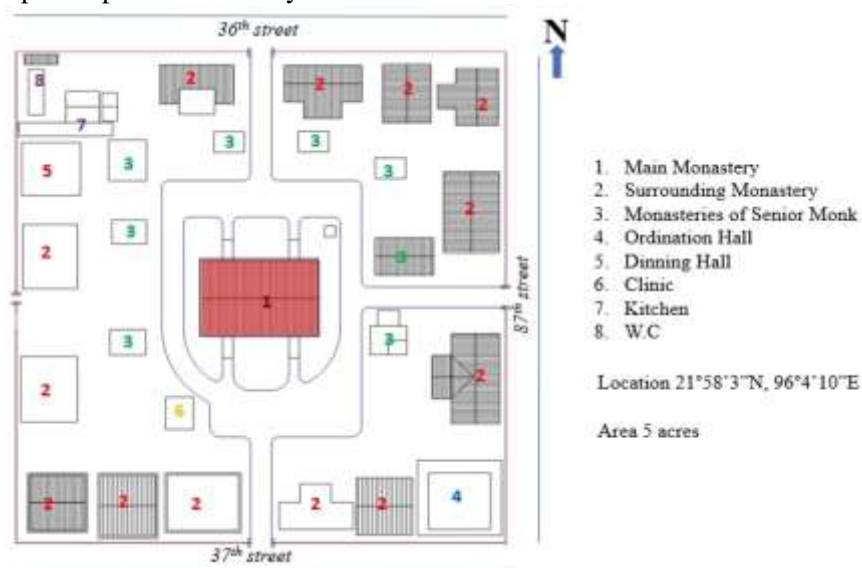 36th street
N
8 2 2 2 2
7
3 3
5 3 3
2
3
2 3
1
87th street
3 3
2
2
6
2 2 2 2 2 4
37th street
1. Main Monastery
2. Surrounding Monastery
3. Monasteries of Senior Monk
4. Ordination Hall
5. Dinning Hall
6. Clinic
7. Kitchen
8. W.C
Location 21°58'3"N, 96°4'10"E
Area 5 acres